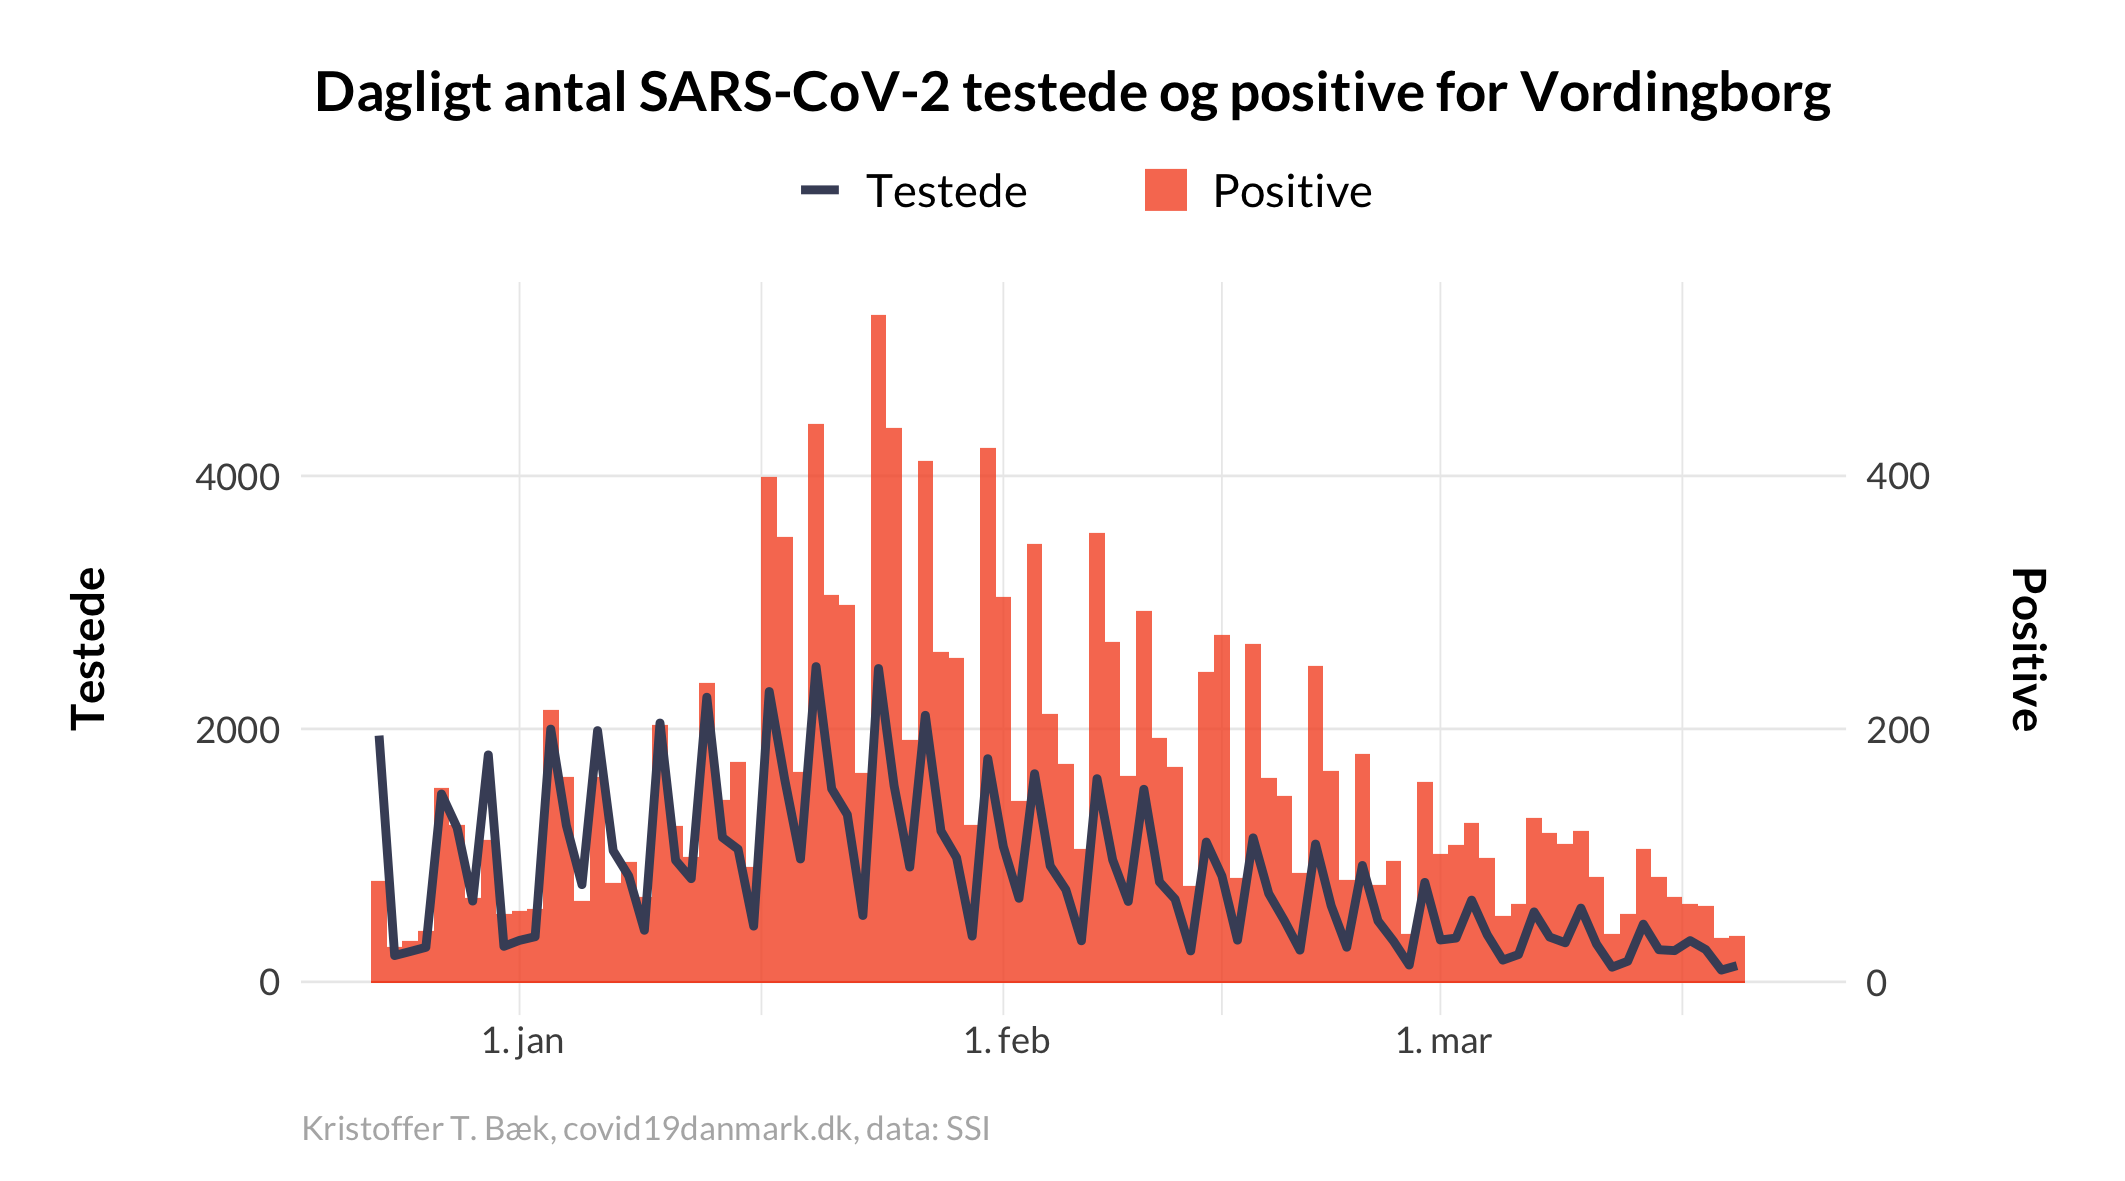 Dagligt antal SARS-CoV-2 testede og positive for Vordingborg
Testede
Positive
4000
2000
0
Testede
400
200
0
Positive
1. jan
1. feb
1. mar
Kristoffer T. Bæk, covid19danmark.dk, data: SSI